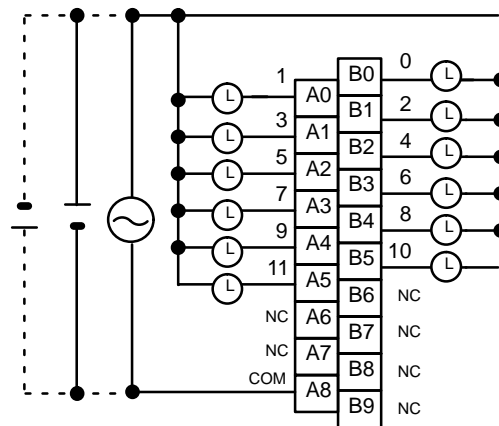 0
B0 L
1
L A0
B1 2 L
3
L A1
B2 4 L
5
L A2
B3 6 L
7
L A3
B4 8 L
9
L A4
B5 10 L
11
L A5
B6 NC
NC A6
B7 NC
NC A7
B8 NC
COM A8
B9 NC